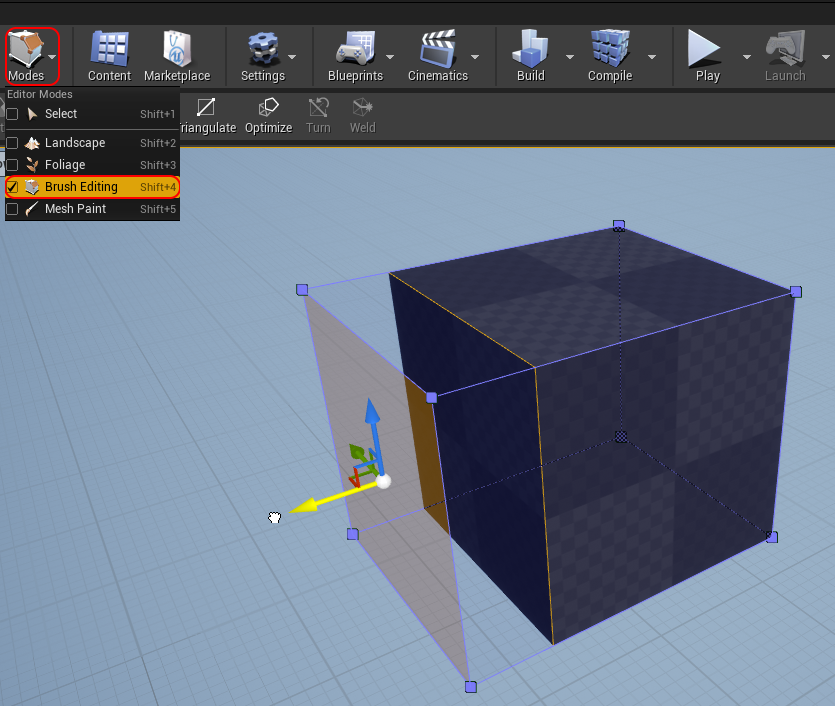 Modes
Content
Marketplace
Settings
Blueprints
Cinematics
Build
Compile
Play
Launch
Editor Modes
Select Shift+1
Landscape Shift+2
Foliage Shift+3
Brush Editing Shift+4
Mesh Paint Shift+5
riangulate
Optimize
Turn
Weld